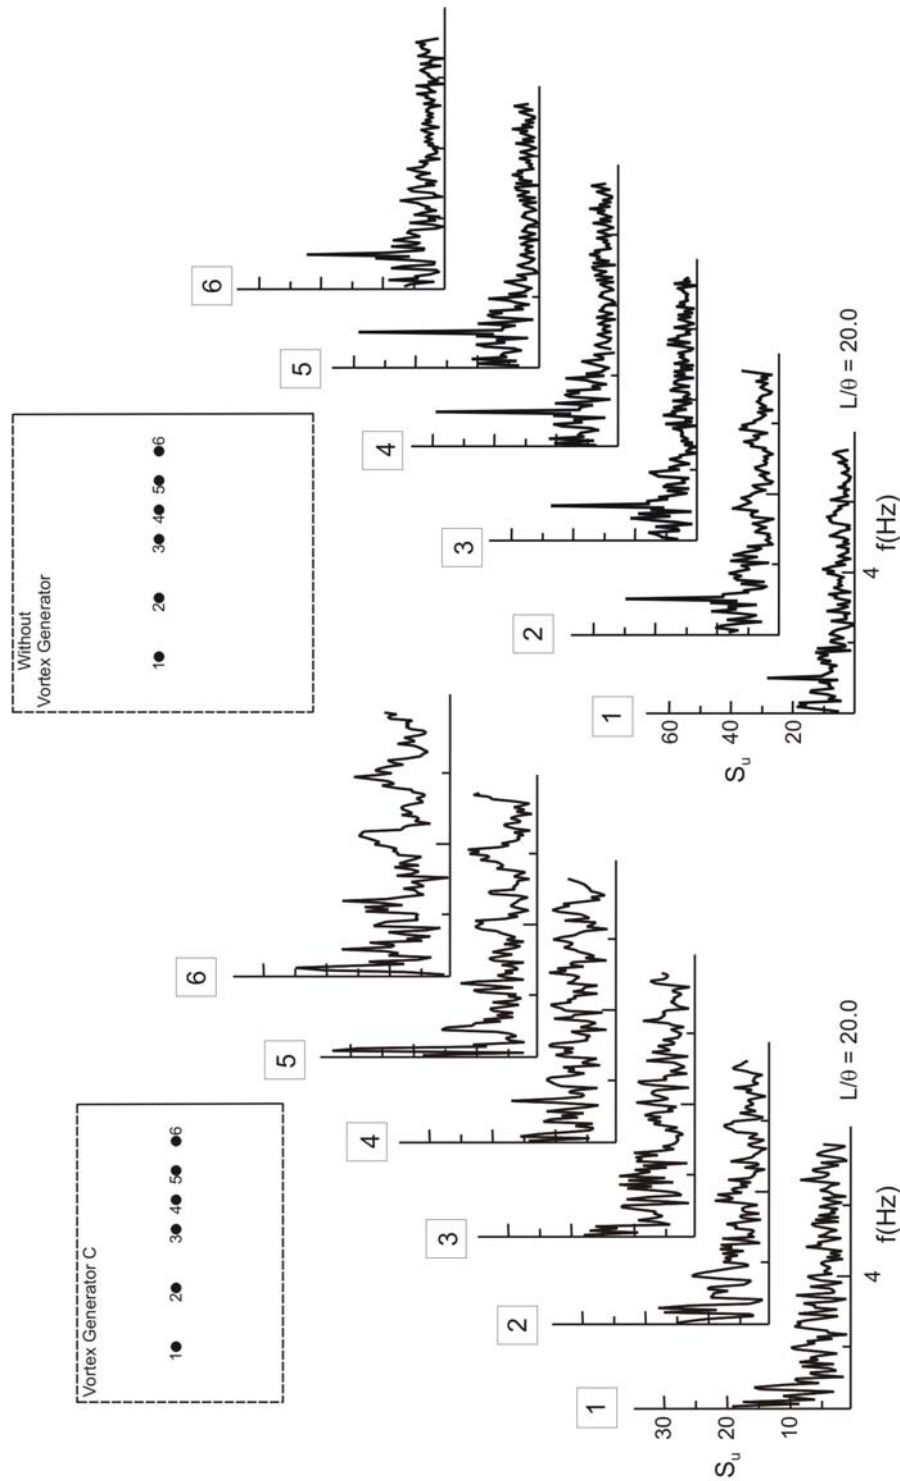 Vortex Generator C
1 2 3 4 5 6
6
5
4
3
2
1
30
20
10
S_u
4
f(Hz)
L/θ = 20.0
Without
Vortex Generator
1 2 3 4 5 6
6
5
4
3
2
1
60
40
20
S_u
4
f(Hz)
L/θ = 20.0